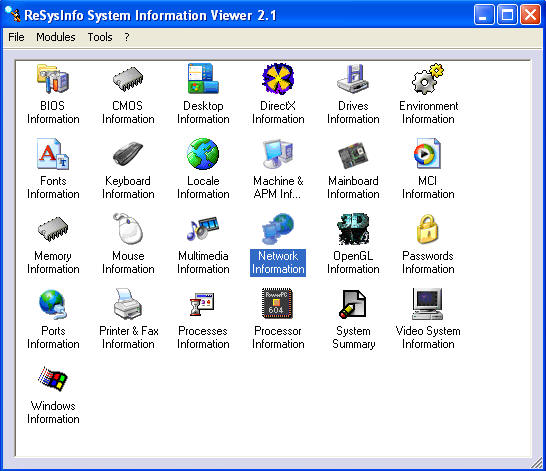 ReSysInfo System Information Viewer 2.1
File Modules Tools ?
BIOS Information
CMOS Information
Desktop Information
DirectX Information
Drives Information
Environment Information
Fonts Information
Keyboard Information
Locale Information
Machine & APM Inf...
Mainboard Information
MCI Information
Memory Information
Mouse Information
Multimedia Information
Network Information
3D
OpenGL Information
Passwords Information
Ports Information
Printer & Fax Information
Processes Information
PowerPC
604
Processor Information
System Summary
Video System Information
Windows Information